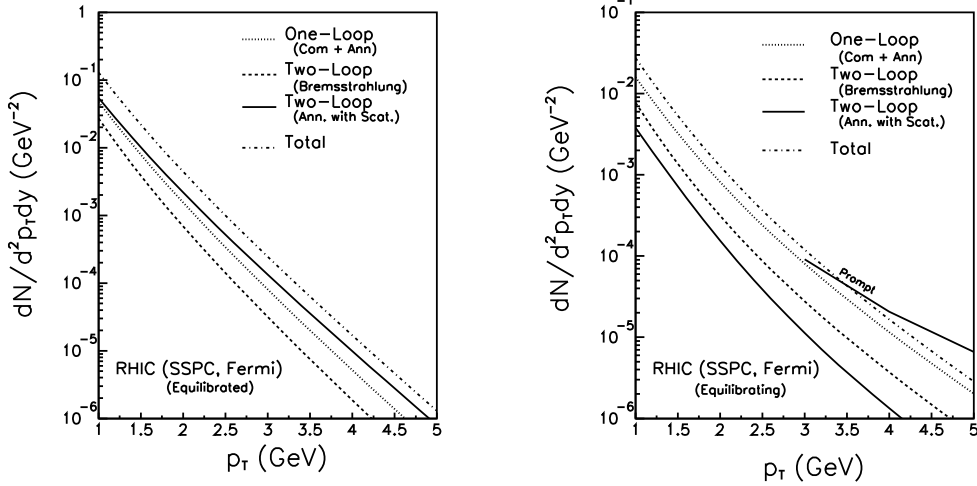 1
10⁻¹
10⁻²
10⁻³
10⁻⁴
10⁻⁵
10⁻⁶
dN/d²p_Tdy (GeV⁻²)
One-Loop
(Com + Ann)
Two-Loop
(Bremsstrahlung)
Two-Loop
(Ann. with Scat.)
Total
RHIC (SSPC, Fermi)
(Equilibrated)
1 1.5 2 2.5 3 3.5 4 4.5 5
p_T (GeV)
10⁻¹
10⁻²
10⁻³
10⁻⁴
10⁻⁵
10⁻⁶
dN/d²p_Tdy (GeV⁻²)
One-Loop
(Com + Ann)
Two-Loop
(Bremsstrahlung)
Two-Loop
(Ann. with Scat.)
Total
Prompt
RHIC (SSPC, Fermi)
(Equilibrating)
1 1.5 2 2.5 3 3.5 4 4.5 5
p_T (GeV)